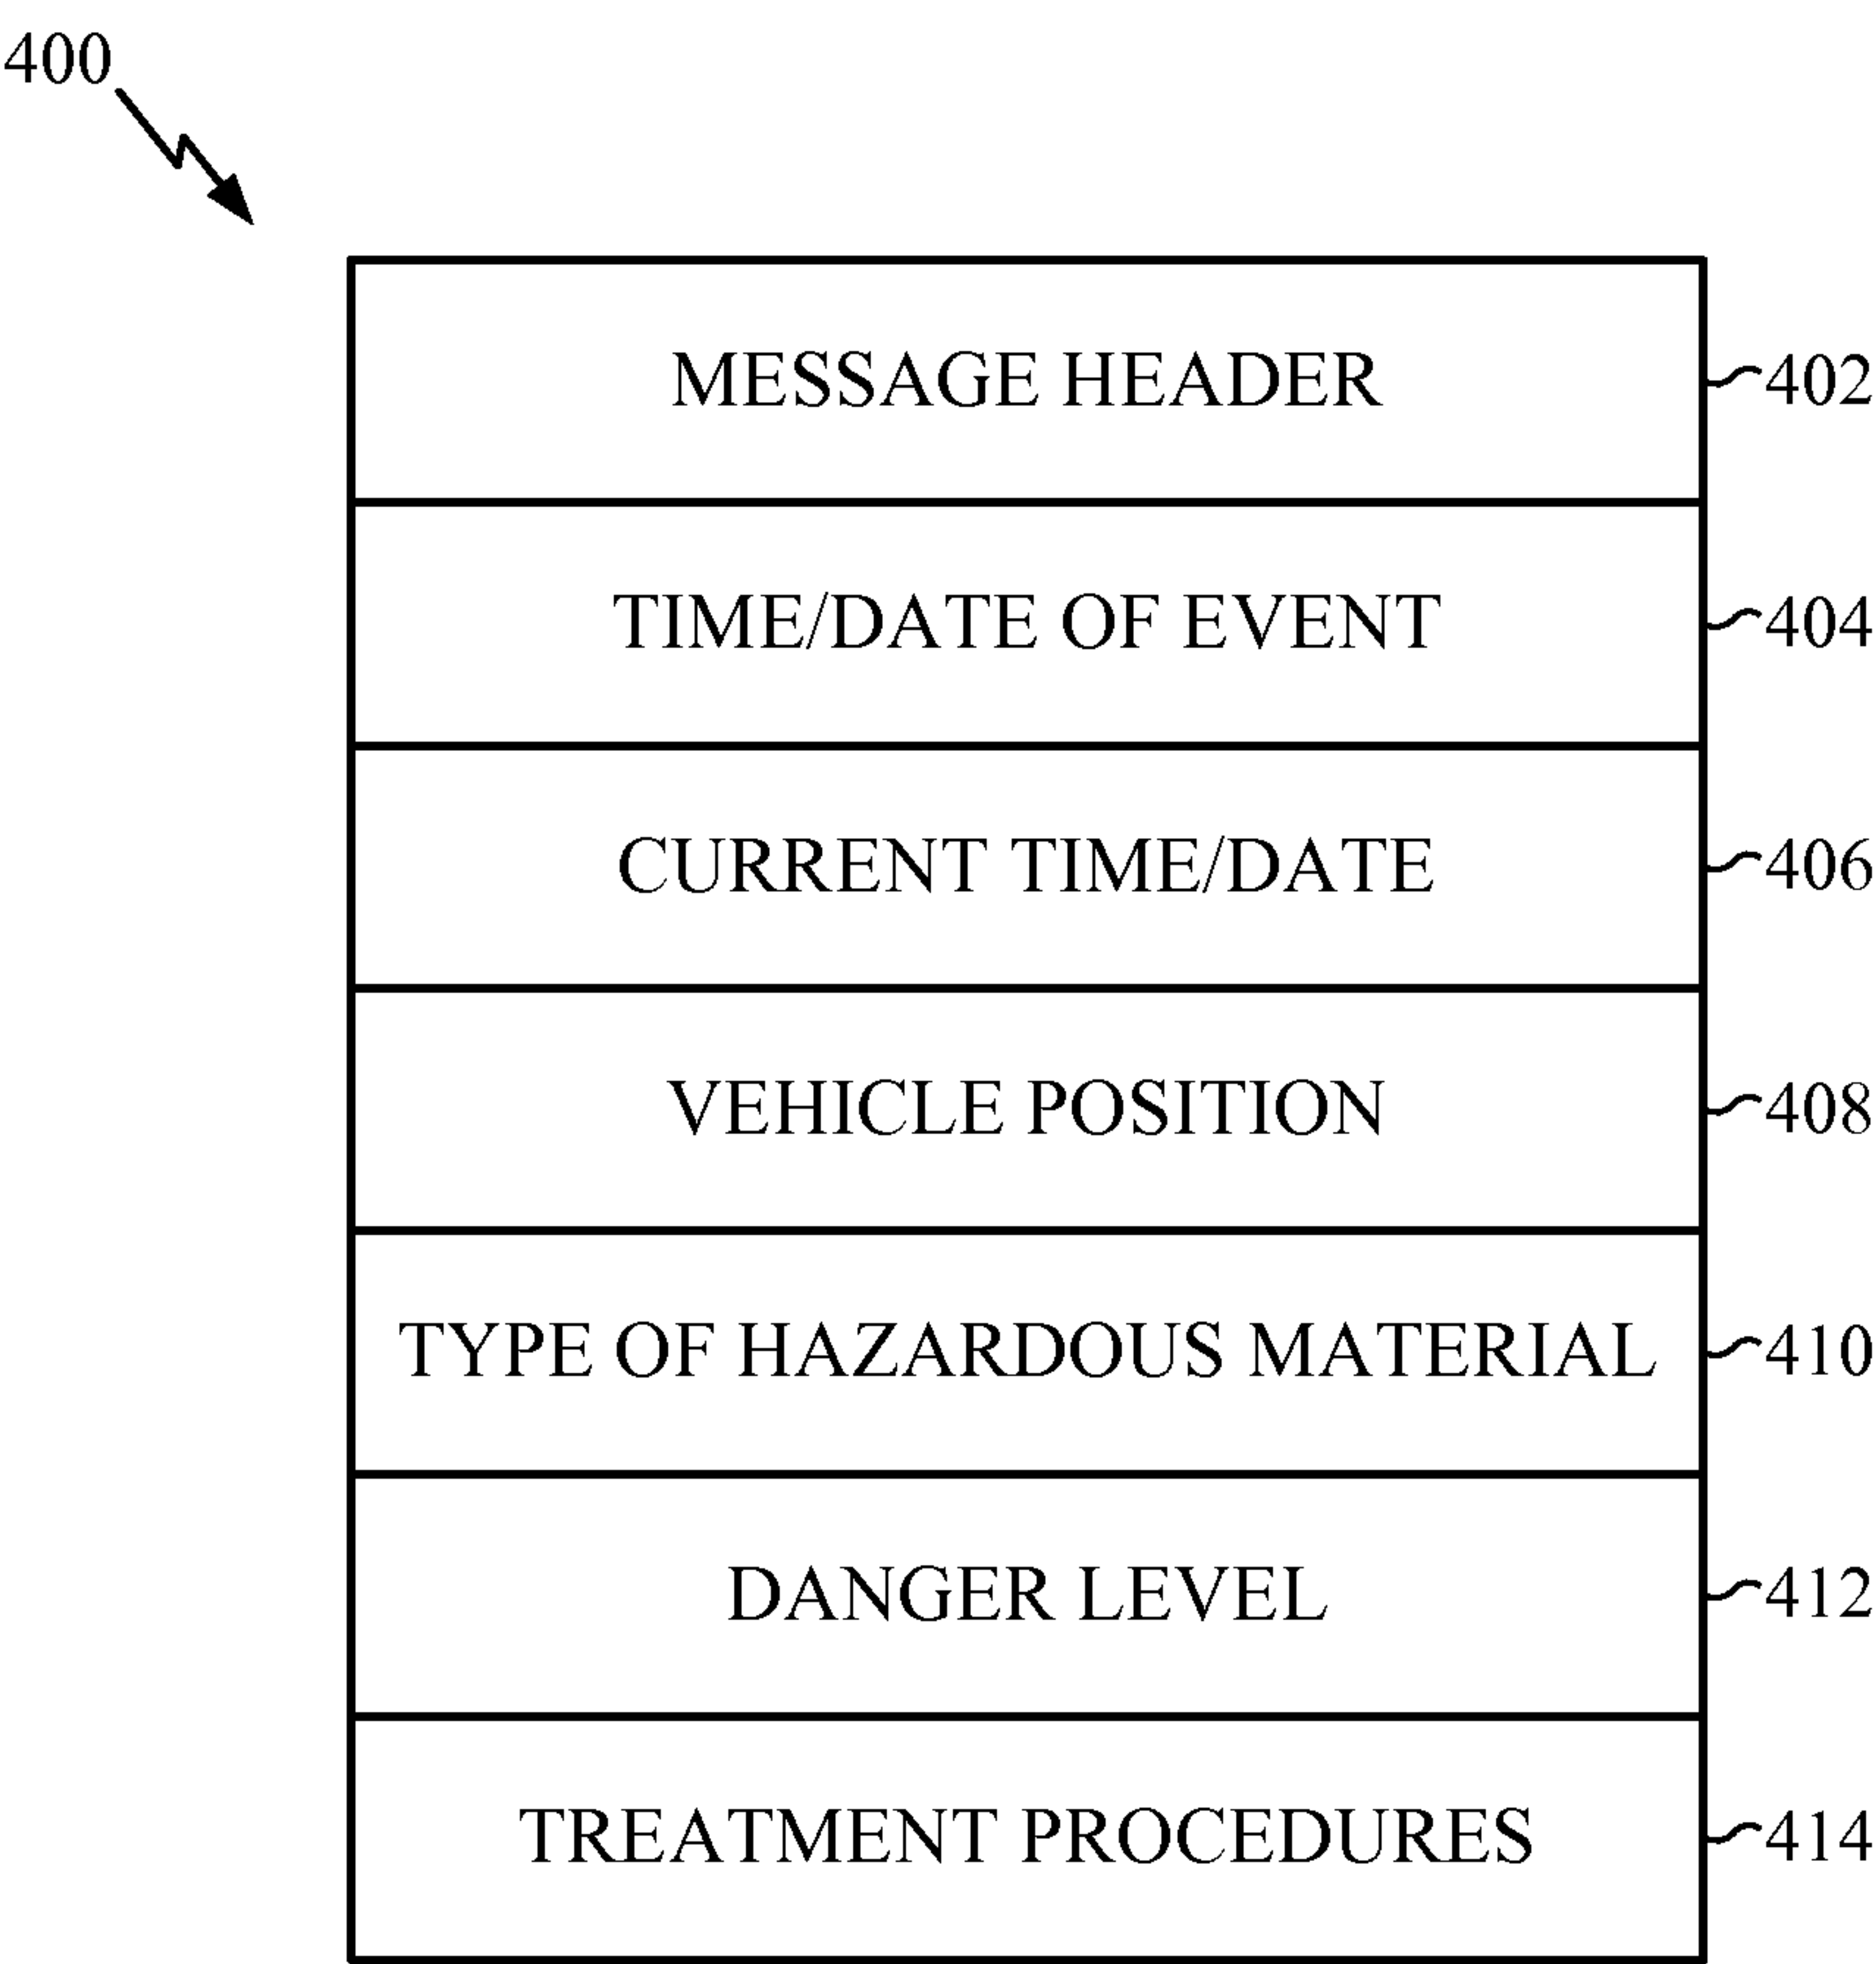 400
MESSAGE HEADER 402
TIME/DATE OF EVENT 404
CURRENT TIME/DATE 406
VEHICLE POSITION 408
TYPE OF HAZARDOUS MATERIAL 410
DANGER LEVEL 412
TREATMENT PROCEDURES 414